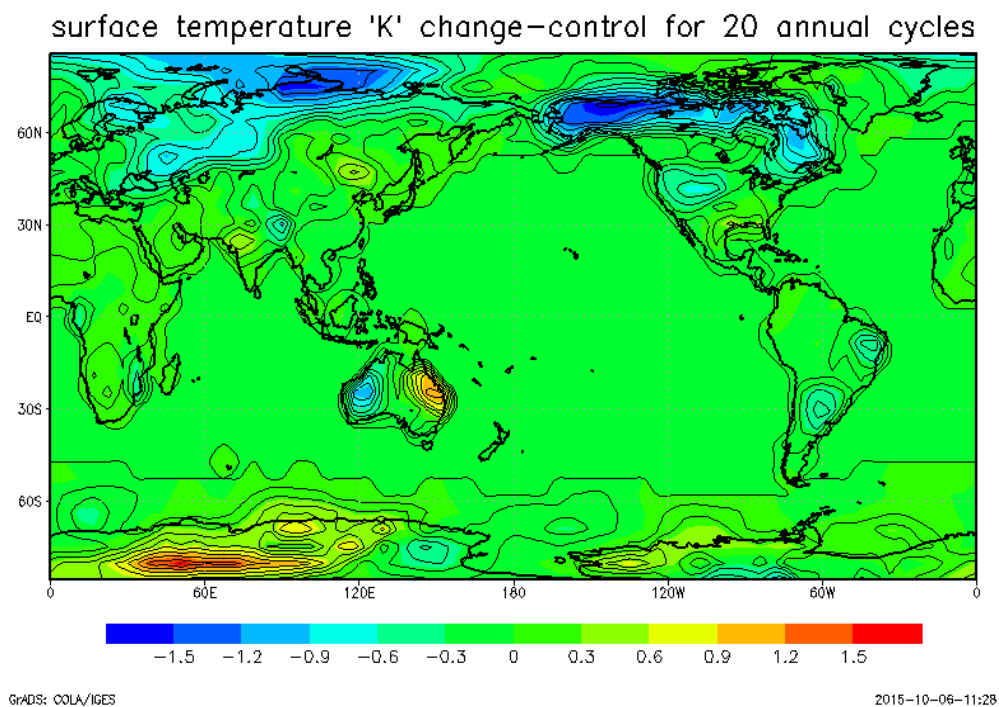 surface temperature 'K' change-control for 20 annual cycles
60N
30N
EQ
30S
60S
0 60E 120E 180 120W 60W 0
-1.5 -1.2 -0.9 -0.6 -0.3 0 0.3 0.6 0.9 1.2 1.5
GrADS: COLA/IGES 2015-10-06-11:28